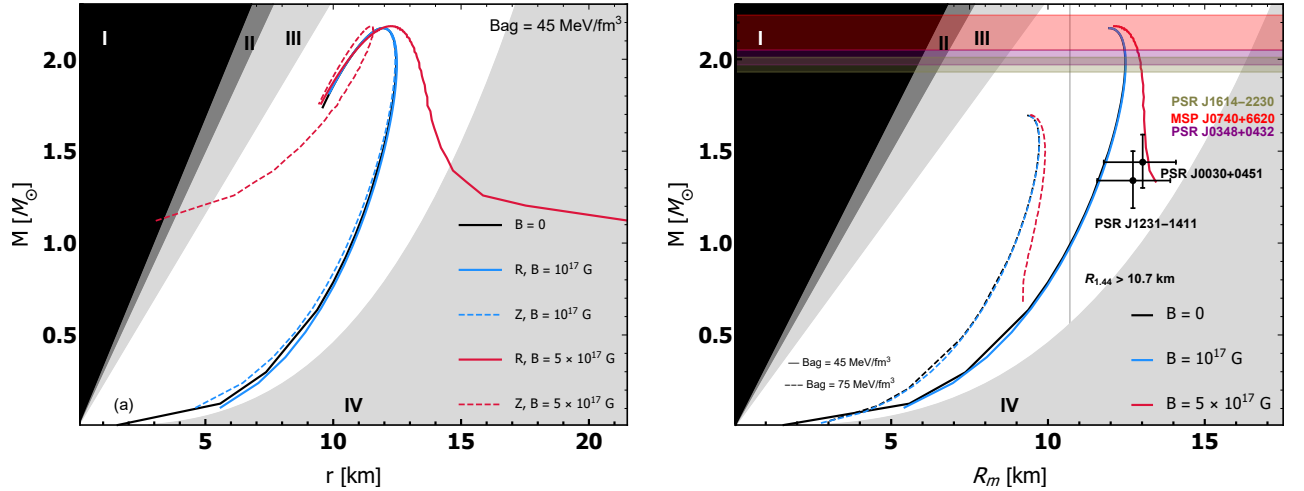 I
II
III
Bag = 45 MeV/fm³
2.0
1.5
1.0
0.5
M [M⊙]
B = 0
R, B = 10¹⁷ G
Z, B = 10¹⁷ G
R, B = 5 × 10¹⁷ G
Z, B = 5 × 10¹⁷ G
(a)
IV
5
10
15
20
r [km]
I
II
III
2.0
1.5
1.0
0.5
M [M⊙]
PSR J1614−2230
MSP J0740+6620
PSR J0348+0432
PSR J0030+0451
PSR J1231−1411
R₁.₄₄ > 10.7 km
B = 0
B = 10¹⁷ G
B = 5 × 10¹⁷ G
— Bag = 45 MeV/fm³
---- Bag = 75 MeV/fm³
IV
5
10
15
Rₘ [km]